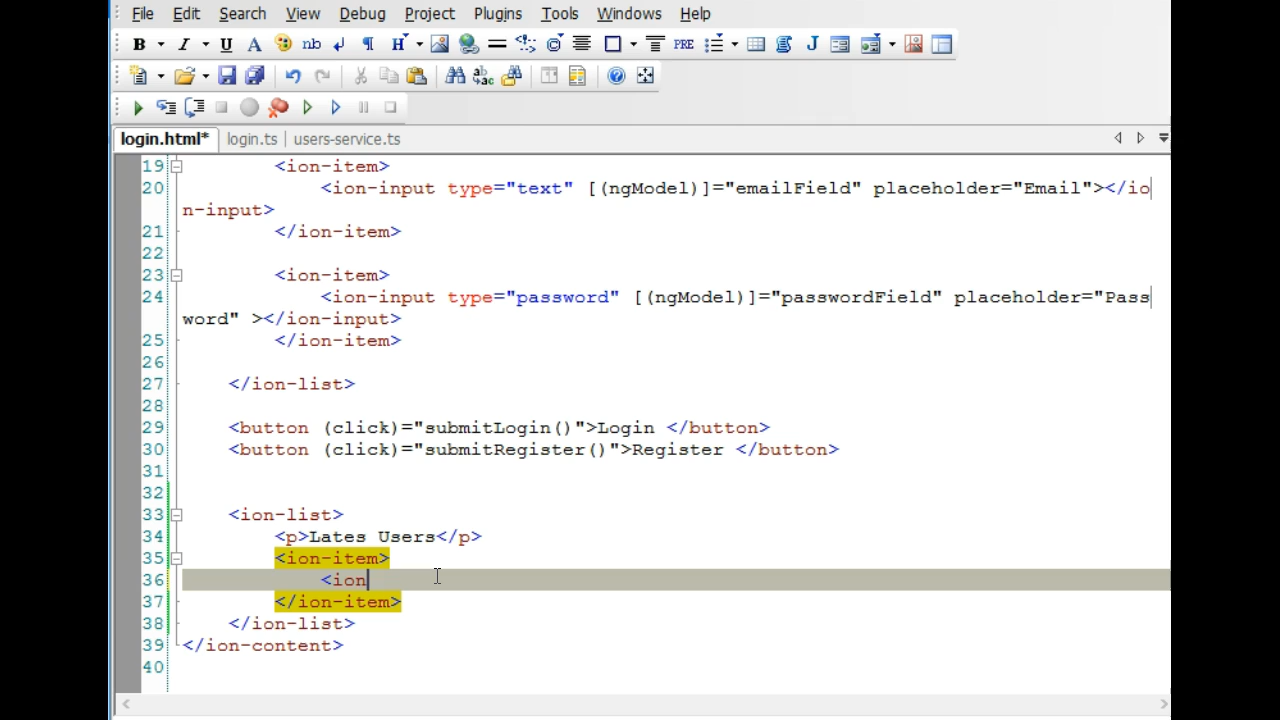 File Edit Search View Debug Project Plugins Tools Windows Help
B I U A nb ¶ H PRE J
login.html* login.ts users-service.ts
19 <ion-item>
20 <ion-input type="text" [(ngModel)]="emailField" placeholder="Email"></io
n-input>
21 </ion-item>
22
23 <ion-item>
24 <ion-input type="password" [(ngModel)]="passwordField" placeholder="Pass
word" ></ion-input>
25 </ion-item>
26
27 </ion-list>
28
29 <button (click)="submitLogin()">Login </button>
30 <button (click)="submitRegister()">Register </button>
31
32
33 <ion-list>
34 <p>Lates Users</p>
35 <ion-item>
36 <ion
37 </ion-item>
38 </ion-list>
39 </ion-content>
40